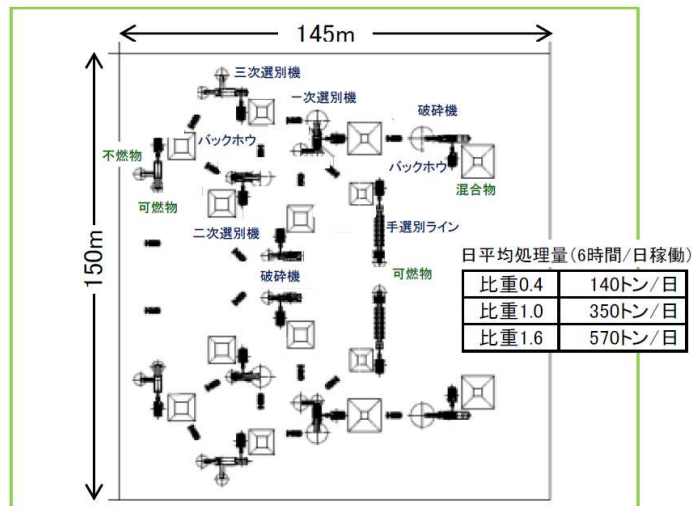 145m
三次選別機
一次選別機
破砕機
バックホウ
バックホウ
不燃物
混合物
可燃物
手選別ライン
二次選別機
150m
破砕機
可燃物
日平均処理量(6時間/日稼働)
比重0.4 140トン/日
比重1.0 350トン/日
比重1.6 570トン/日